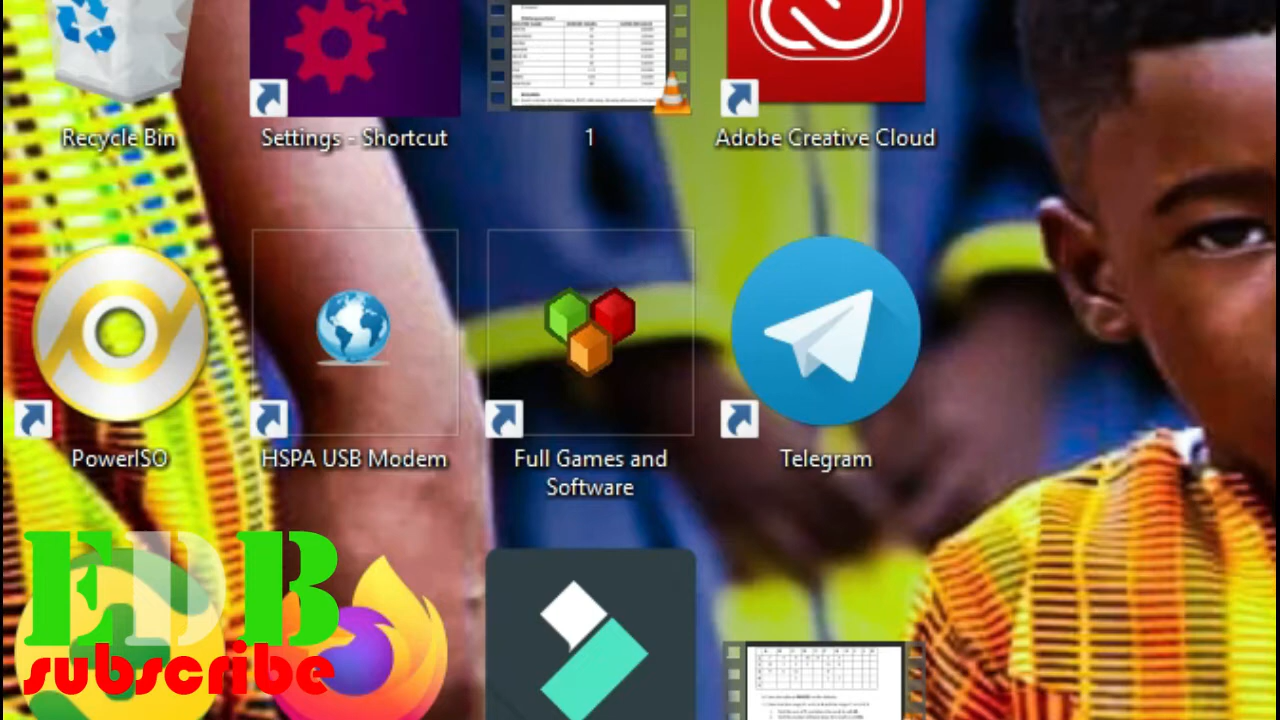 Recycle Bin
Settings - Shortcut
1
Adobe Creative Cloud
PowerISO
HSPA USB Modem
Full Games and
Software
Telegram
EDB
subscribe